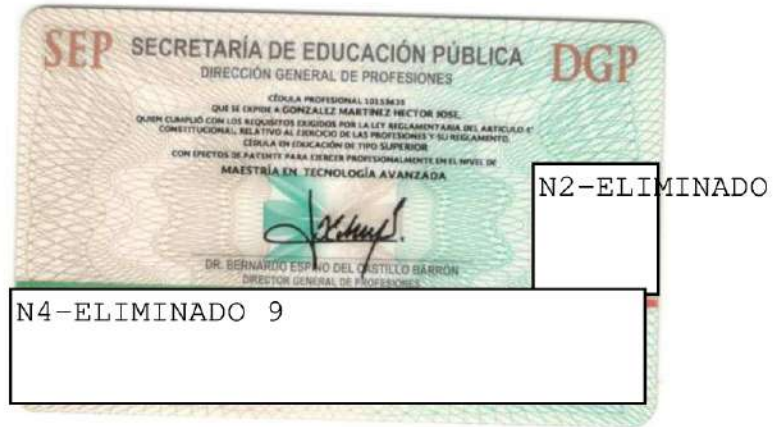 SEP SECRETARÍA DE EDUCACIÓN PÚBLICA DGP
DIRECCIÓN GENERAL DE PROFESIONES
CÉDULA PROFESIONAL 10153635
QUE SE EXPIDE A GONZALEZ MARTINEZ HECTOR JOSE,
QUIEN CUMPLIÓ CON LOS REQUISITOS EXIGIDOS POR LA LEY REGLAMENTARIA DEL ARTICULO 5°
CONSTITUCIONAL, RELATIVO AL EJERCICIO DE LAS PROFESIONES Y SU REGLAMENTO.
CÉDULA EN EDUCACIÓN DE TIPO SUPERIOR
CON EFECTOS DE PATENTE PARA EJERCER PROFESIONALMENTE EN EL NIVEL DE
MAESTRÍA EN TECNOLOGÍA AVANZADA
N2-ELIMINADO
DR. BERNARDO ESPINO DEL CASTILLO BARRÓN
DIRECTOR GENERAL DE PROFESIONES
N4-ELIMINADO 9